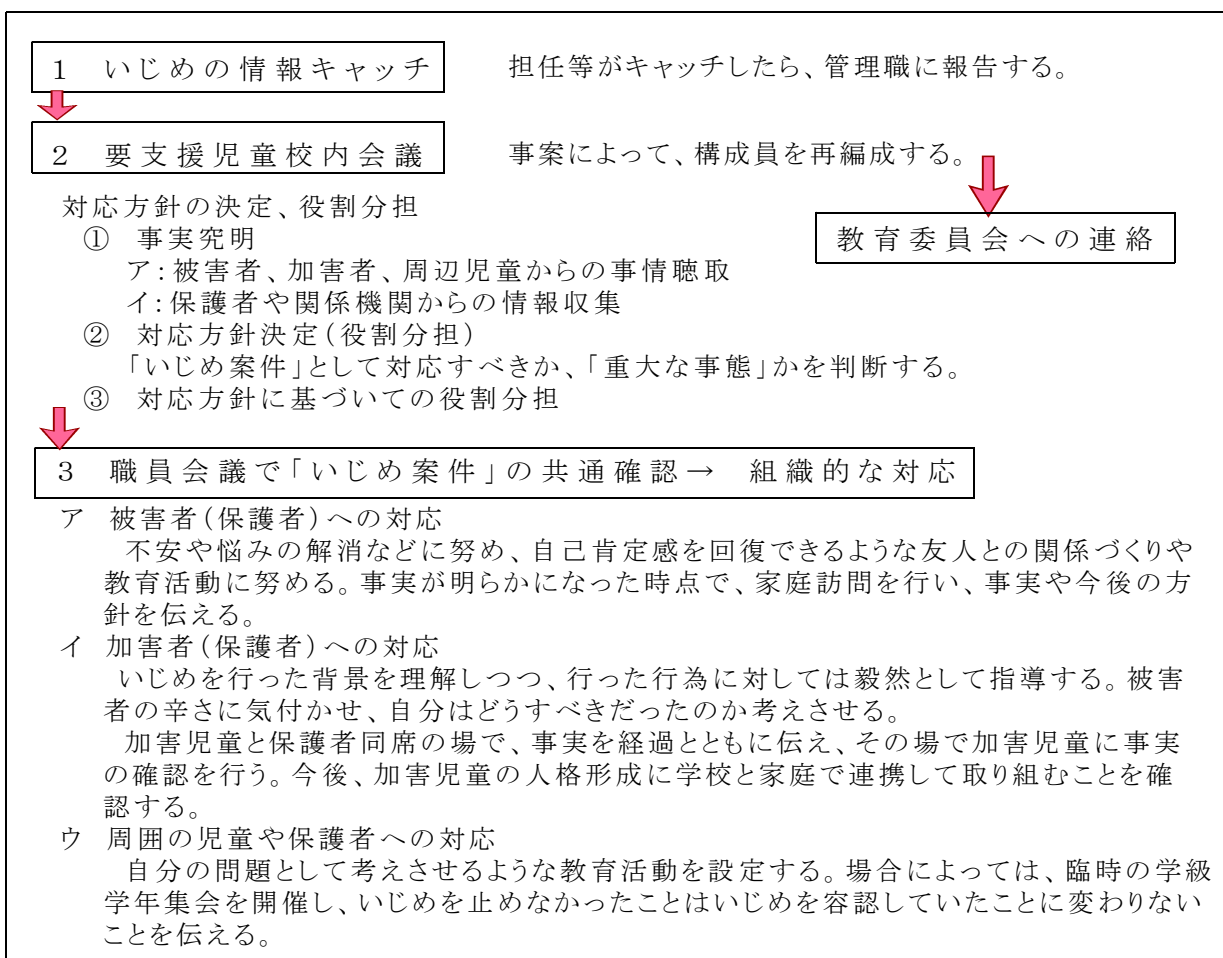 1 いじめの情報キャッチ 担任等がキャッチしたら、管理職に報告する。
2 要支援児童校内会議 事案によって、構成員を再編成する。
対応方針の決定、役割分担
① 事実究明
教育委員会への連絡
ア:被害者、加害者、周辺児童からの事情聴取
イ:保護者や関係機関からの情報収集
② 対応方針決定(役割分担)
「いじめ案件」として対応すべきか、「重大な事態」かを判断する。
③ 対応方針に基づいての役割分担
3 職員会議で「いじめ案件」の共通確認→ 組織的な対応
ア 被害者(保護者)への対応
不安や悩みの解消などに努め、自己肯定感を回復できるような友人との関係づくりや
教育活動に努める。事実が明らかになった時点で、家庭訪問を行い、事実や今後の方
針を伝える。
イ 加害者(保護者)への対応
いじめを行った背景を理解しつつ、行った行為に対しては毅然として指導する。被害
者の辛さに気付かせ、自分はどうすべきだったのか考えさせる。
加害児童と保護者同席の場で、事実を経過とともに伝え、その場で加害児童に事実
の確認を行う。今後、加害児童の人格形成に学校と家庭で連携して取り組むことを確
認する。
ウ 周囲の児童や保護者への対応
自分の問題として考えさせるような教育活動を設定する。場合によっては、臨時の学級
学年集会を開催し、いじめを止めなかったことはいじめを容認していたことに変わりない
ことを伝える。